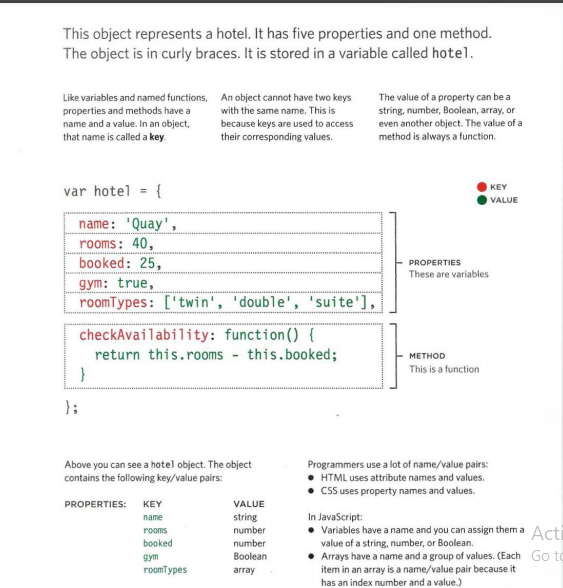 This object represents a hotel. It has five properties and one method.
The object is in curly braces. It is stored in a variable called hotel.
Like variables and named functions,
properties and methods have a
name and a value. In an object,
that name is called a key.
An object cannot have two keys
with the same name. This is
because keys are used to access
their corresponding values.
The value of a property can be a
string, number, Boolean, array, or
even another object. The value of a
method is always a function.
KEY
VALUE
var hotel = {
name: 'Quay',
rooms: 40,
booked: 25,
gym: true,
roomTypes: ['twin', 'double', 'suite'],
PROPERTIES
These are variables
checkAvailability: function() {
return this.rooms - this.booked;
}
METHOD
This is a function
};
Above you can see a hotel object. The object
contains the following key/value pairs:
PROPERTIES: KEY VALUE
name string
rooms number
booked number
gym Boolean
roomTypes array
Programmers use a lot of name/value pairs:
● HTML uses attribute names and values.
● CSS uses property names and values.
In JavaScript:
● Variables have a name and you can assign them a
value of a string, number, or Boolean.
● Arrays have a name and a group of values. (Each
item in an array is a name/value pair because it
has an index number and a value.)
Acti
Go to